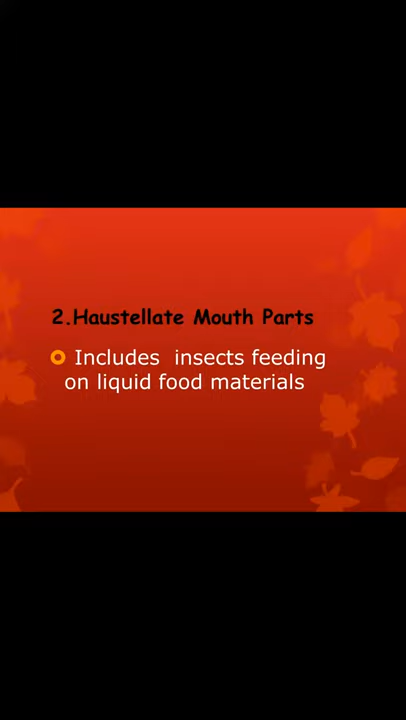 2.Haustellate Mouth Parts
Includes insects feeding
on liquid food materials